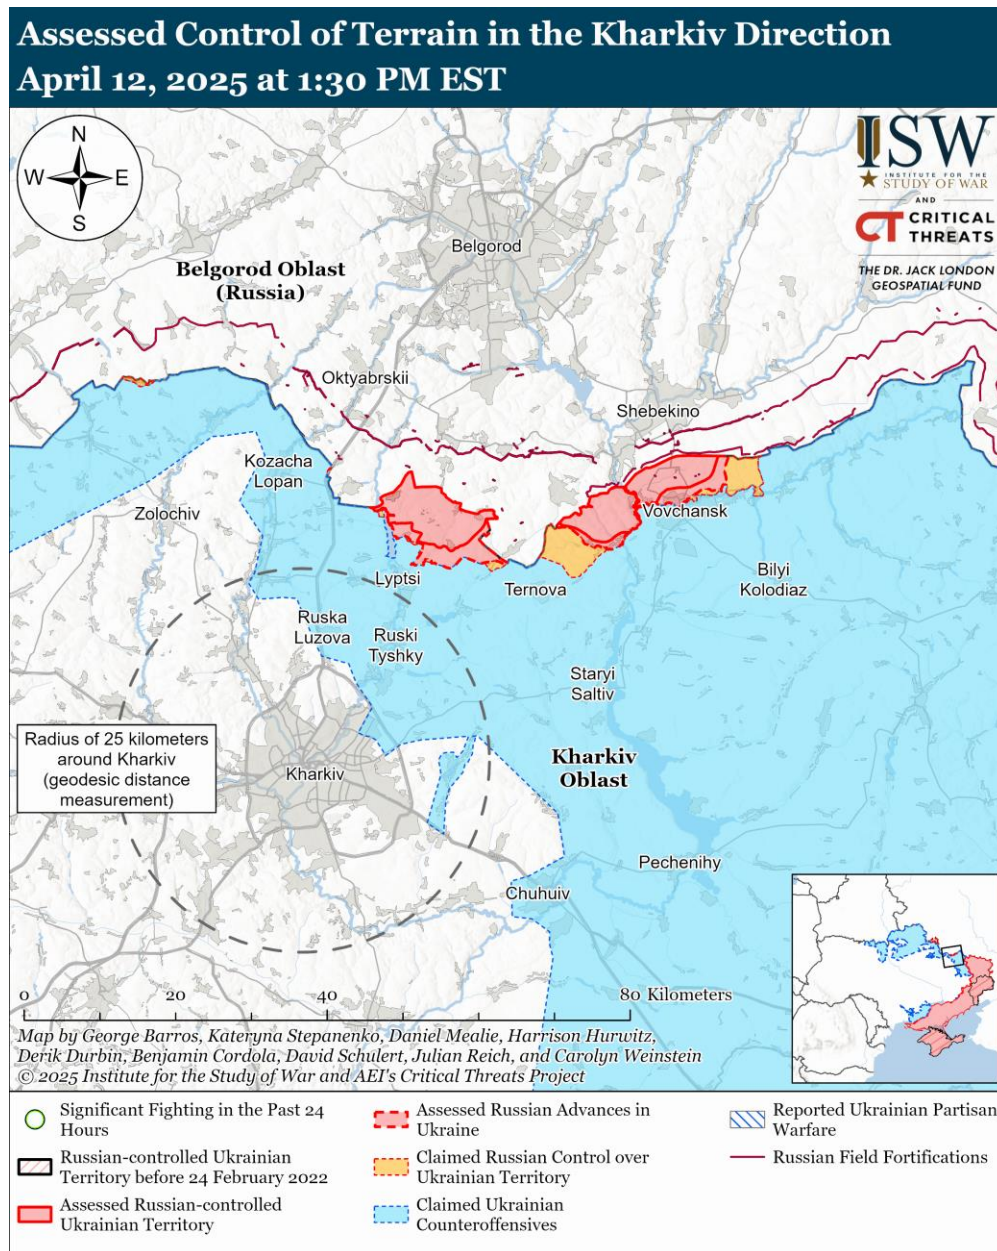 Assessed Control of Terrain in the Kharkiv Direction
April 12, 2025 at 1:30 PM EST
N
W
E
S
ISW
INSTITUTE FOR THE
STUDY OF WAR
AND
CT CRITICAL
THREATS
THE DR. JACK LONDON
GEOSPATIAL FUND
Belgorod
Belgorod Oblast
(Russia)
Oktyabrskii
Shebekino
Kozacha
Lopan
Zolochiv
Vovchansk
Lyptsi
Ternova
Bilyi
Kolodiaz
Ruska
Luzova
Ruski
Tyshky
Staryi
Saltiv
Radius of 25 kilometers
around Kharkiv
(geodesic distance
measurement)
Kharkiv
Kharkiv
Oblast
Pechenihy
Chuhuiv
0 20 40 80 Kilometers
Map by George Barros, Kateryna Stepanenko, Daniel Mealie, Harrison Hurwitz,
Derik Durbin, Benjamin Cordola, David Schulert, Julian Reich, and Carolyn Weinstein
© 2025 Institute for the Study of War and AEI's Critical Threats Project
Significant Fighting in the Past 24
Hours
Russian-controlled Ukrainian
Territory before 24 February 2022
Assessed Russian-controlled
Ukrainian Territory
Assessed Russian Advances in
Ukraine
Claimed Russian Control over
Ukrainian Territory
Claimed Ukrainian
Counteroffensives
Reported Ukrainian Partisan
Warfare
Russian Field Fortifications